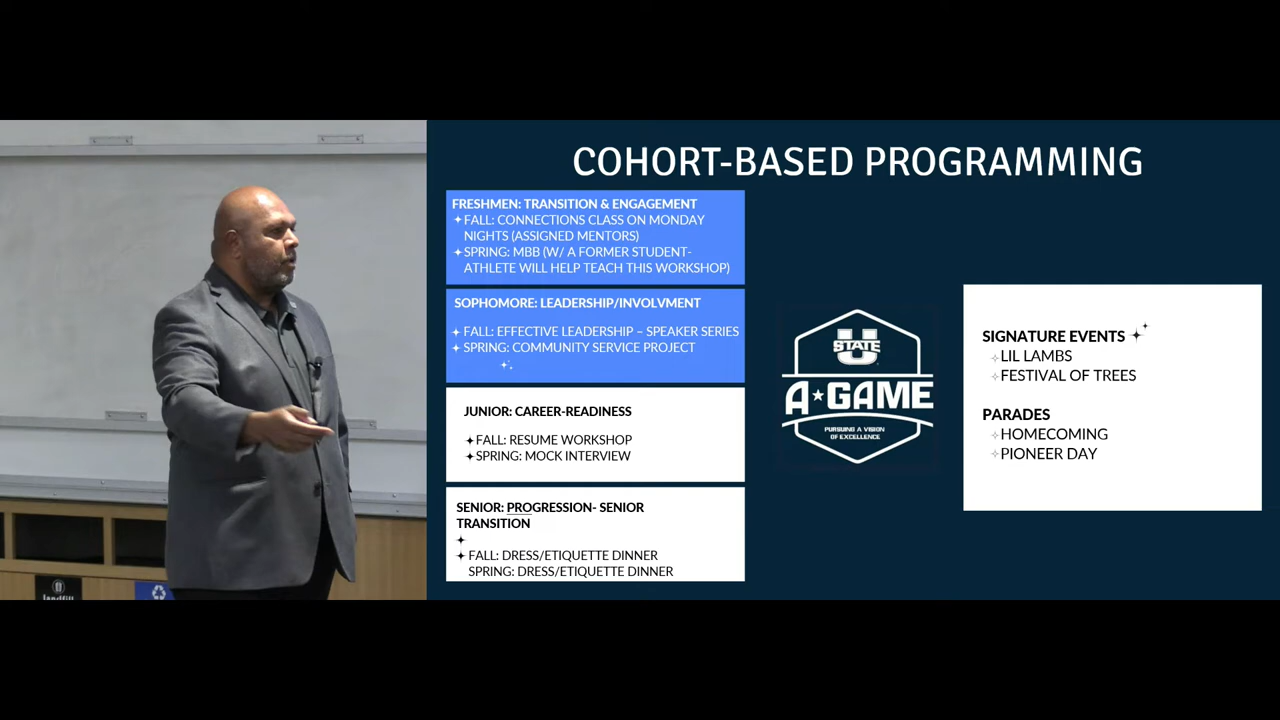 COHORT-BASED PROGRAMMING
FRESHMEN: TRANSITION & ENGAGEMENT
FALL: CONNECTIONS CLASS ON MONDAY
NIGHTS (ASSIGNED MENTORS)
SPRING: MBB (W/ A FORMER STUDENT-
ATHLETE WILL HELP TEACH THIS WORKSHOP)
SOPHOMORE: LEADERSHIP/INVOLVMENT
FALL: EFFECTIVE LEADERSHIP – SPEAKER SERIES
SPRING: COMMUNITY SERVICE PROJECT
JUNIOR: CAREER-READINESS
FALL: RESUME WORKSHOP
SPRING: MOCK INTERVIEW
SENIOR: PROGRESSION- SENIOR
TRANSITION
FALL: DRESS/ETIQUETTE DINNER
SPRING: DRESS/ETIQUETTE DINNER
U
STATE
A★GAME
PURSUING A VISION
OF EXCELLENCE
SIGNATURE EVENTS
LIL LAMBS
FESTIVAL OF TREES
PARADES
HOMECOMING
PIONEER DAY
landfill